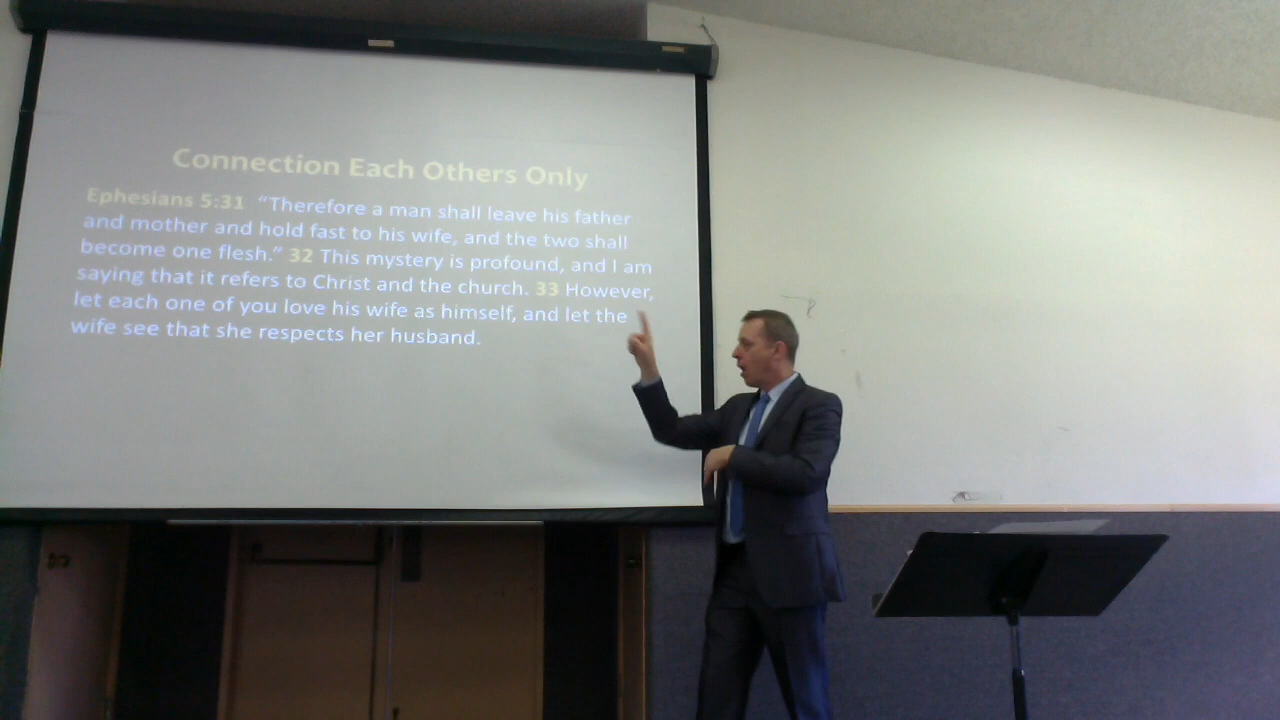 Connection Each Others Only
Ephesians 5:31 “Therefore a man shall leave his father
and mother and hold fast to his wife, and the two shall
become one flesh.” 32 This mystery is profound, and I am
saying that it refers to Christ and the church. 33 However,
let each one of you love his wife as himself, and let the
wife see that she respects her husband.